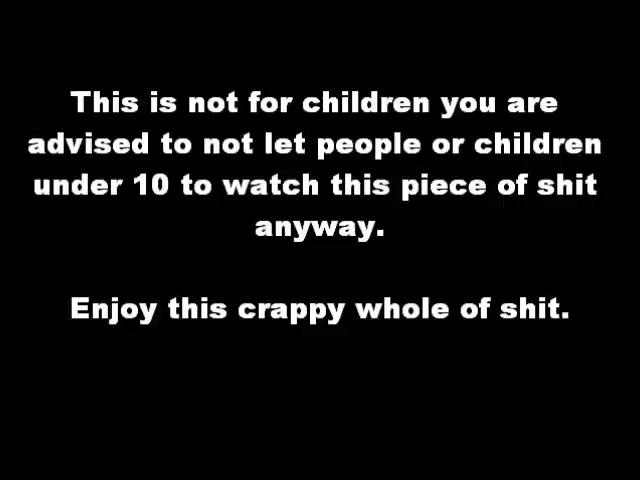 This is not for children you are
advised to not let people or children
under 10 to watch this piece of shit
anyway.
Enjoy this crappy whole of shit.